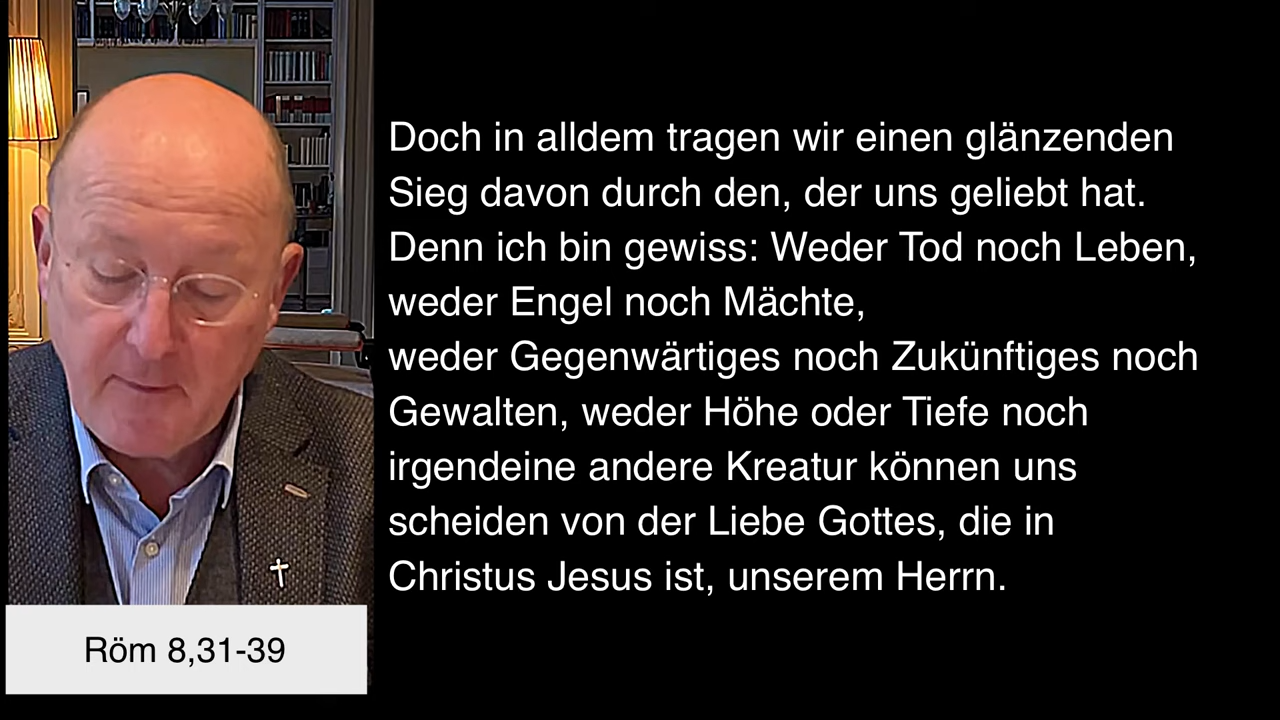 Doch in alldem tragen wir einen glänzenden
Sieg davon durch den, der uns geliebt hat.
Denn ich bin gewiss: Weder Tod noch Leben,
weder Engel noch Mächte,
weder Gegenwärtiges noch Zukünftiges noch
Gewalten, weder Höhe oder Tiefe noch
irgendeine andere Kreatur können uns
scheiden von der Liebe Gottes, die in
Christus Jesus ist, unserem Herrn.
Röm 8,31-39